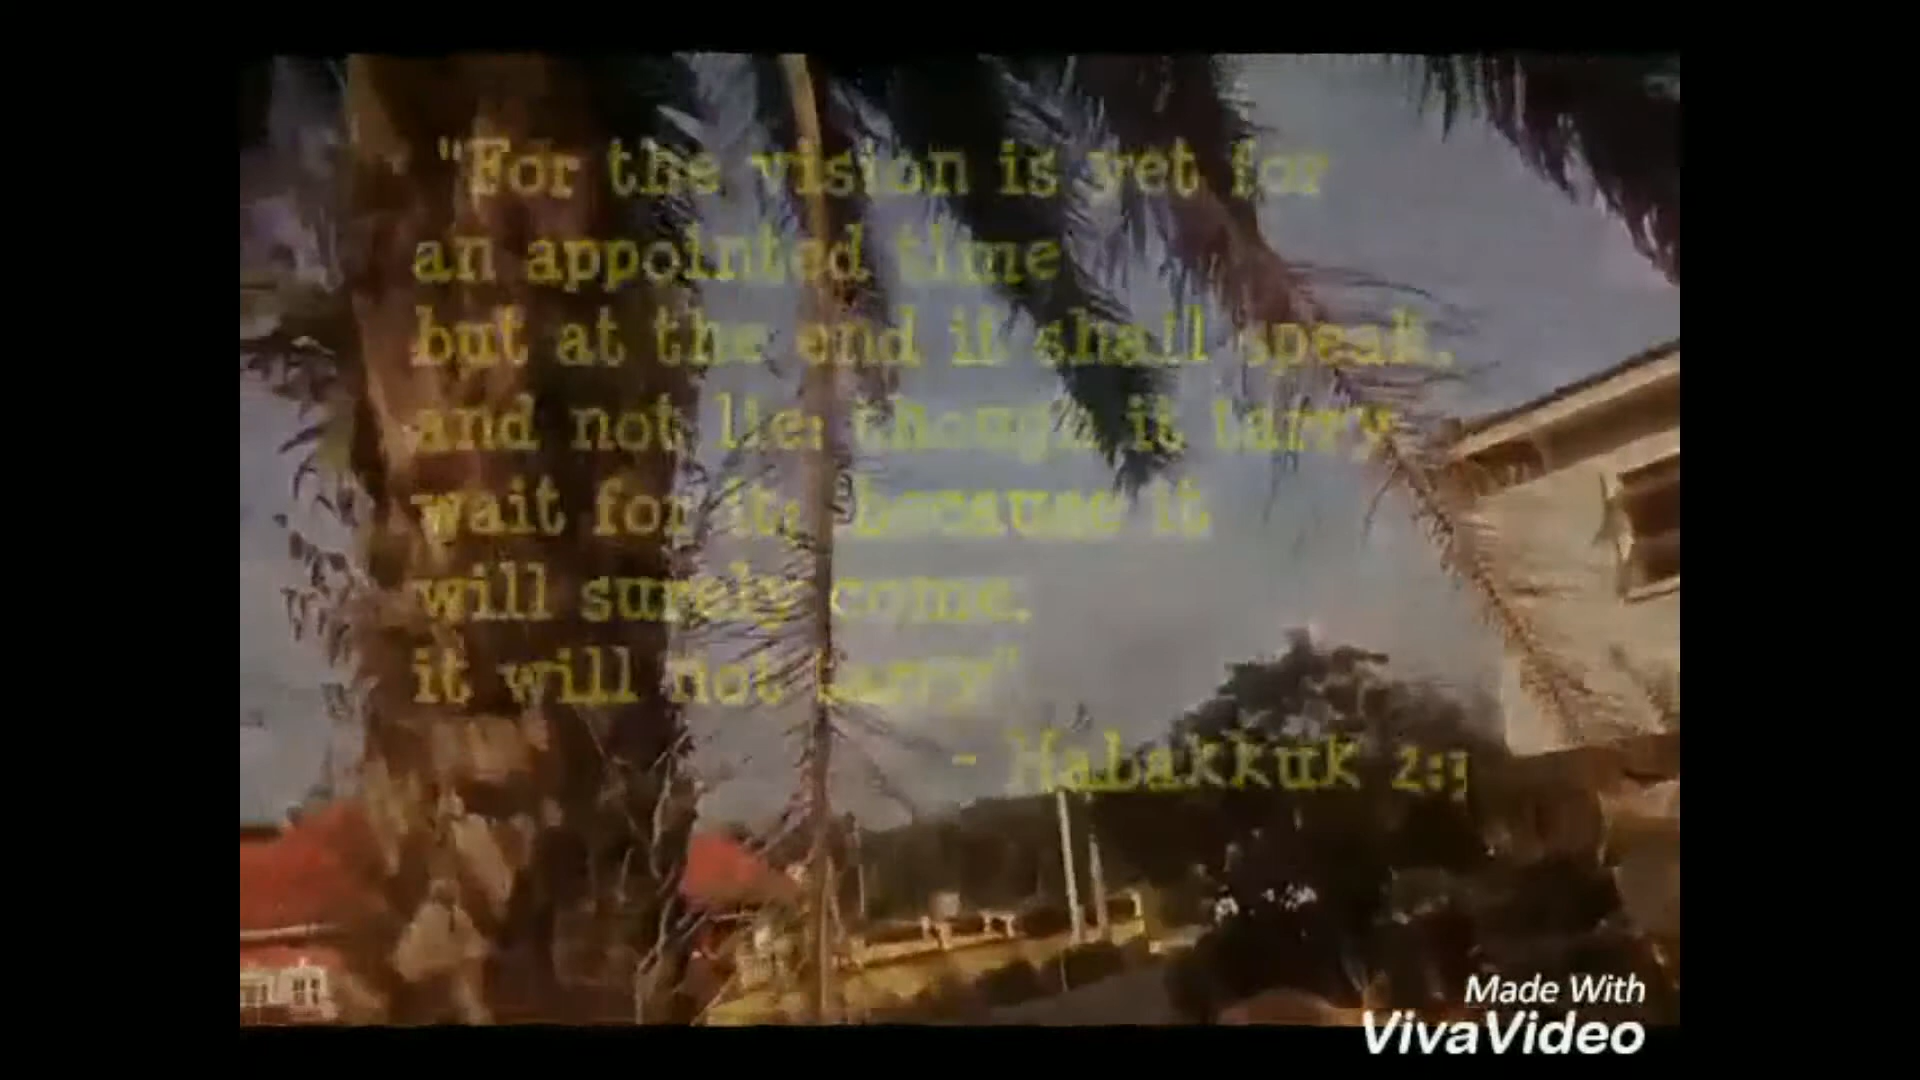 "For the vision is yet for
an appointed time
but at the end it shall speak.
and not lie: though it tarry
wait for it; because it
will surely come.
it will not tarry"
- Habakkuk 2:3
Made With
VivaVideo